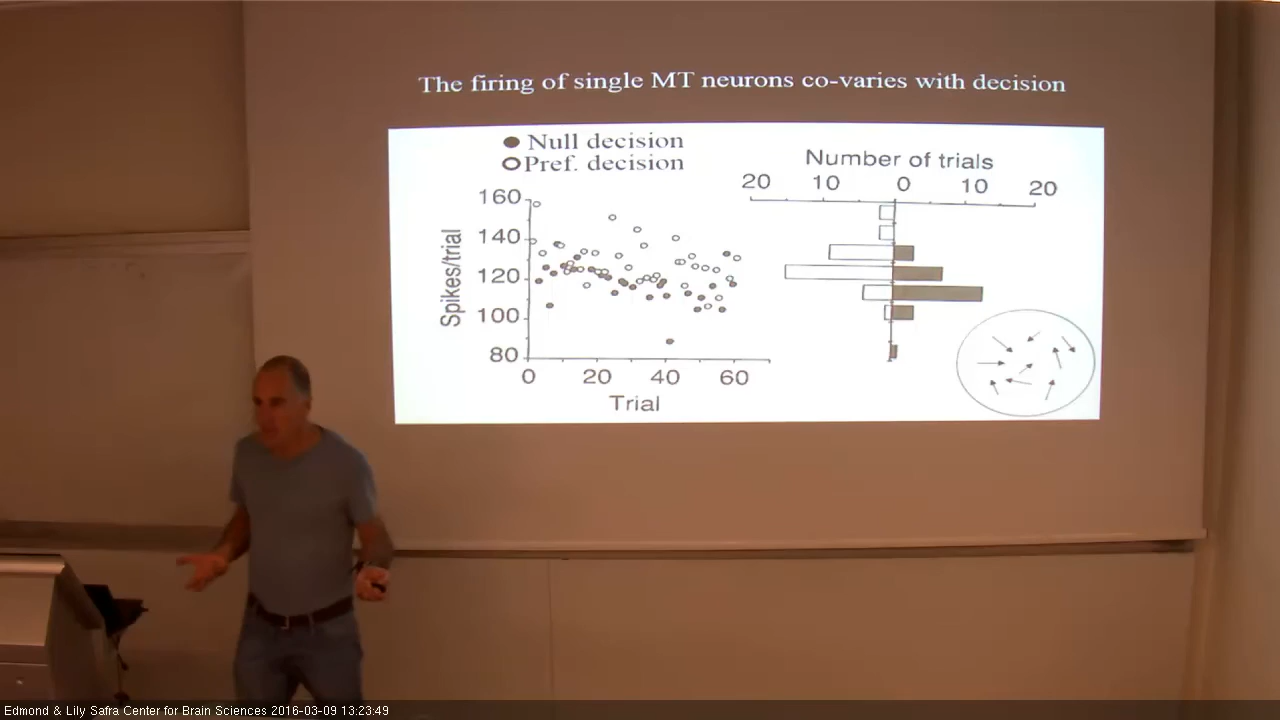 The firing of single MT neurons co-varies with decision
Null decision
Pref. decision
Spikes/trial
160
140
120
100
80
0 20 40 60
Trial
Number of trials
20 10 0 10 20
Edmond & Lily Safra Center for Brain Sciences 2016-03-09 13:23:49